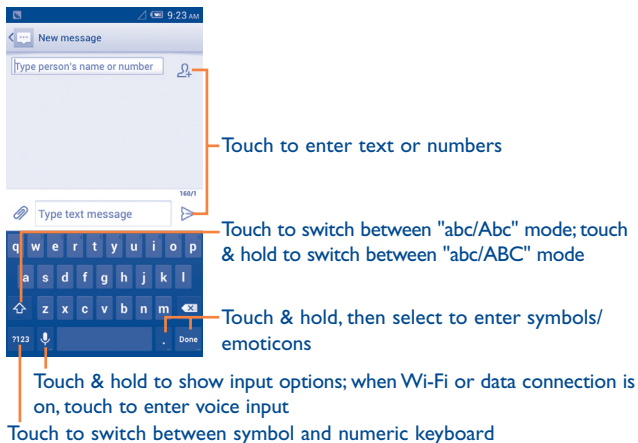 9:23 AM
New message
Type person's name or number
Touch to enter text or numbers
160/1
Type text message
Touch to switch between "abc/Abc" mode; touch
& hold to switch between "abc/ABC" mode
q w e r t y u i o p
a s d f g h j k l
z x c v b n m
Touch & hold, then select to enter symbols/
emoticons
?123 . Done
Touch & hold to show input options; when Wi-Fi or data connection is
on, touch to enter voice input
Touch to switch between symbol and numeric keyboard